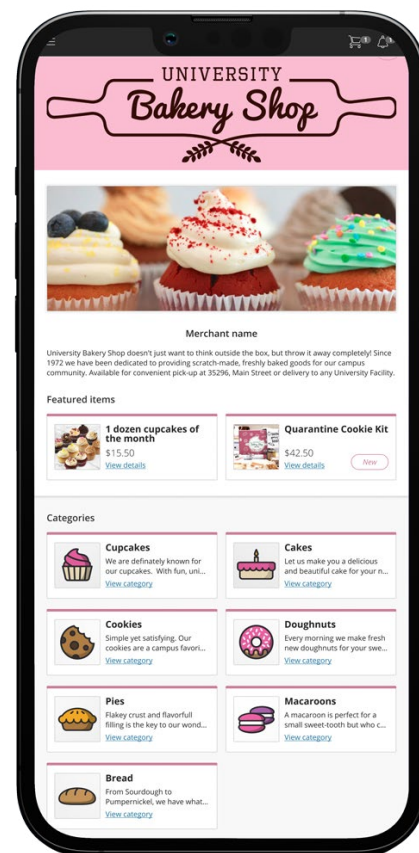 1
1
UNIVERSITY
Bakery Shop
Merchant name
University Bakery Shop doesn't just want to think outside the box, but throw it away completely! Since
1972 we have been dedicated to providing scratch-made, freshly baked goods for our campus
community. Available for convenient pick-up at 35296, Main Street or delivery to any University Facility.
Featured items
1 dozen cupcakes of
the month
$15.50
View details
Quarantine Cookie Kit
$42.50
View details
New
Categories
Cupcakes
We are definately known for
our cupcakes. With fun, uni...
View category
Cakes
Let us make you a delicious
and beautiful cake for your n...
View category
Cookies
Simple yet satisfying. Our
cookies are a campus favori...
View category
Doughnuts
Every morning we make fresh
new doughnuts for your swe...
View category
Pies
Flakey crust and flavorfull
filling is the key to our wond...
View category
Macaroons
A macaroon is perfect for a
small sweet-tooth but who c...
View category
Bread
From Sourdough to
Pumpernickel, we have what...
View category